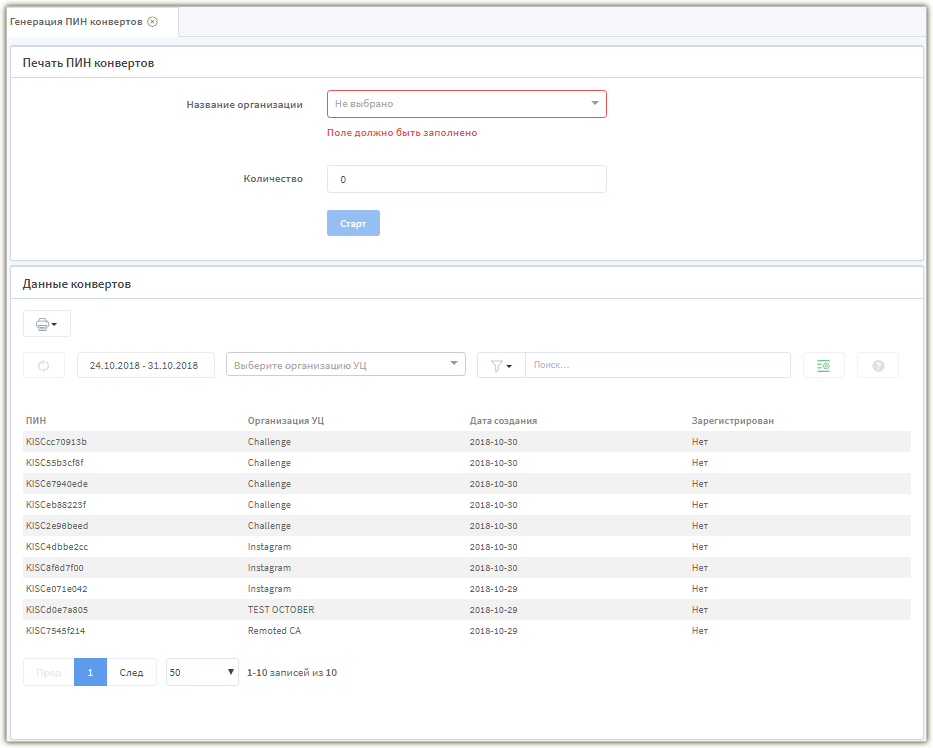 Генерация ПИН конвертов
Печать ПИН конвертов
Название организации Не выбрано
Поле должно быть заполнено
Количество 0
Старт
Данные конвертов
24.10.2018 - 31.10.2018 Выберите организацию УЦ Поиск...
ПИН Организация УЦ Дата создания Зарегистрирован
KISCcc70913b Challenge 2018-10-30 Нет
KISC55b3cf8f Challenge 2018-10-30 Нет
KISC67940ede Challenge 2018-10-30 Нет
KISCeb88223f Challenge 2018-10-30 Нет
KISC2e96beed Challenge 2018-10-30 Нет
KISC4dbbe2cc Instagram 2018-10-30 Нет
KISC8f6d7f00 Instagram 2018-10-30 Нет
KISCe071e042 Instagram 2018-10-29 Нет
KISCd0e7a805 TEST OCTOBER 2018-10-29 Нет
KISC7545f214 Remoted CA 2018-10-29 Нет
Пред 1 След 50 1-10 записей из 10